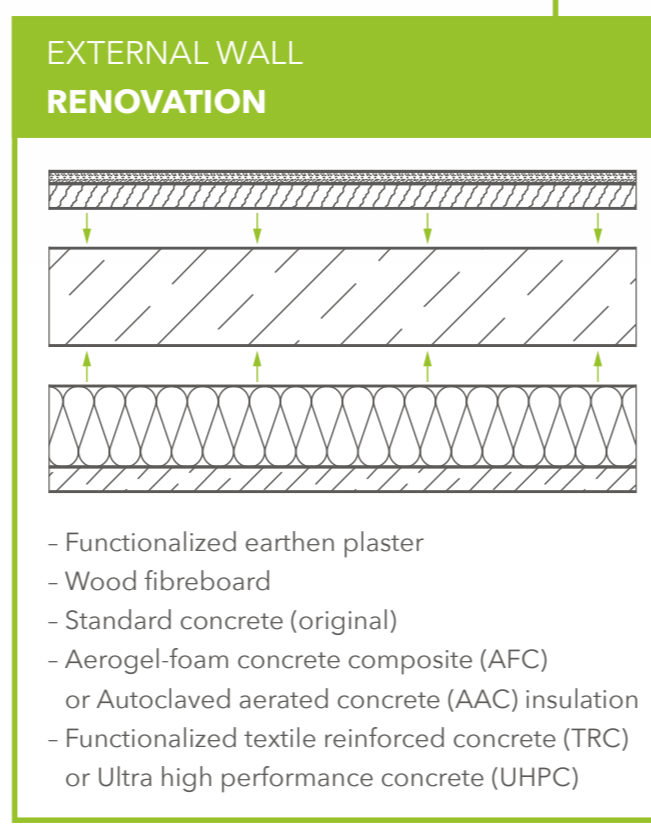 EXTERNAL WALL
RENOVATION
– Functionalized earthen plaster
– Wood fibreboard
– Standard concrete (original)
– Aerogel-foam concrete composite (AFC)
or Autoclaved aerated concrete (AAC) insulation
– Functionalized textile reinforced concrete (TRC)
or Ultra high performance concrete (UHPC)